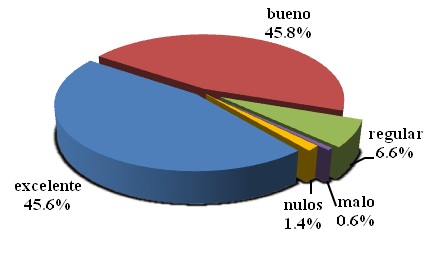 bueno
45.8%
regular
6.6%
malo
0.6%
nulos
1.4%
excelente
45.6%